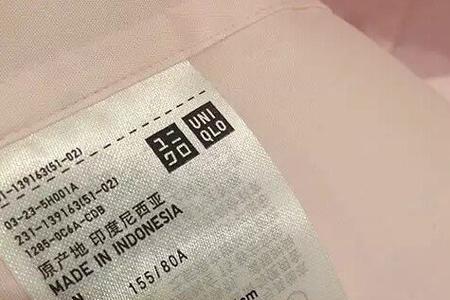 ユニ
クロ
UNI
QLO
1-139163(51-02)
03-23-5H001A
231-139163(51-02)
1285-0C6A-CDB
原产地 印度尼西亚
MADE IN INDONESIA
155/80A